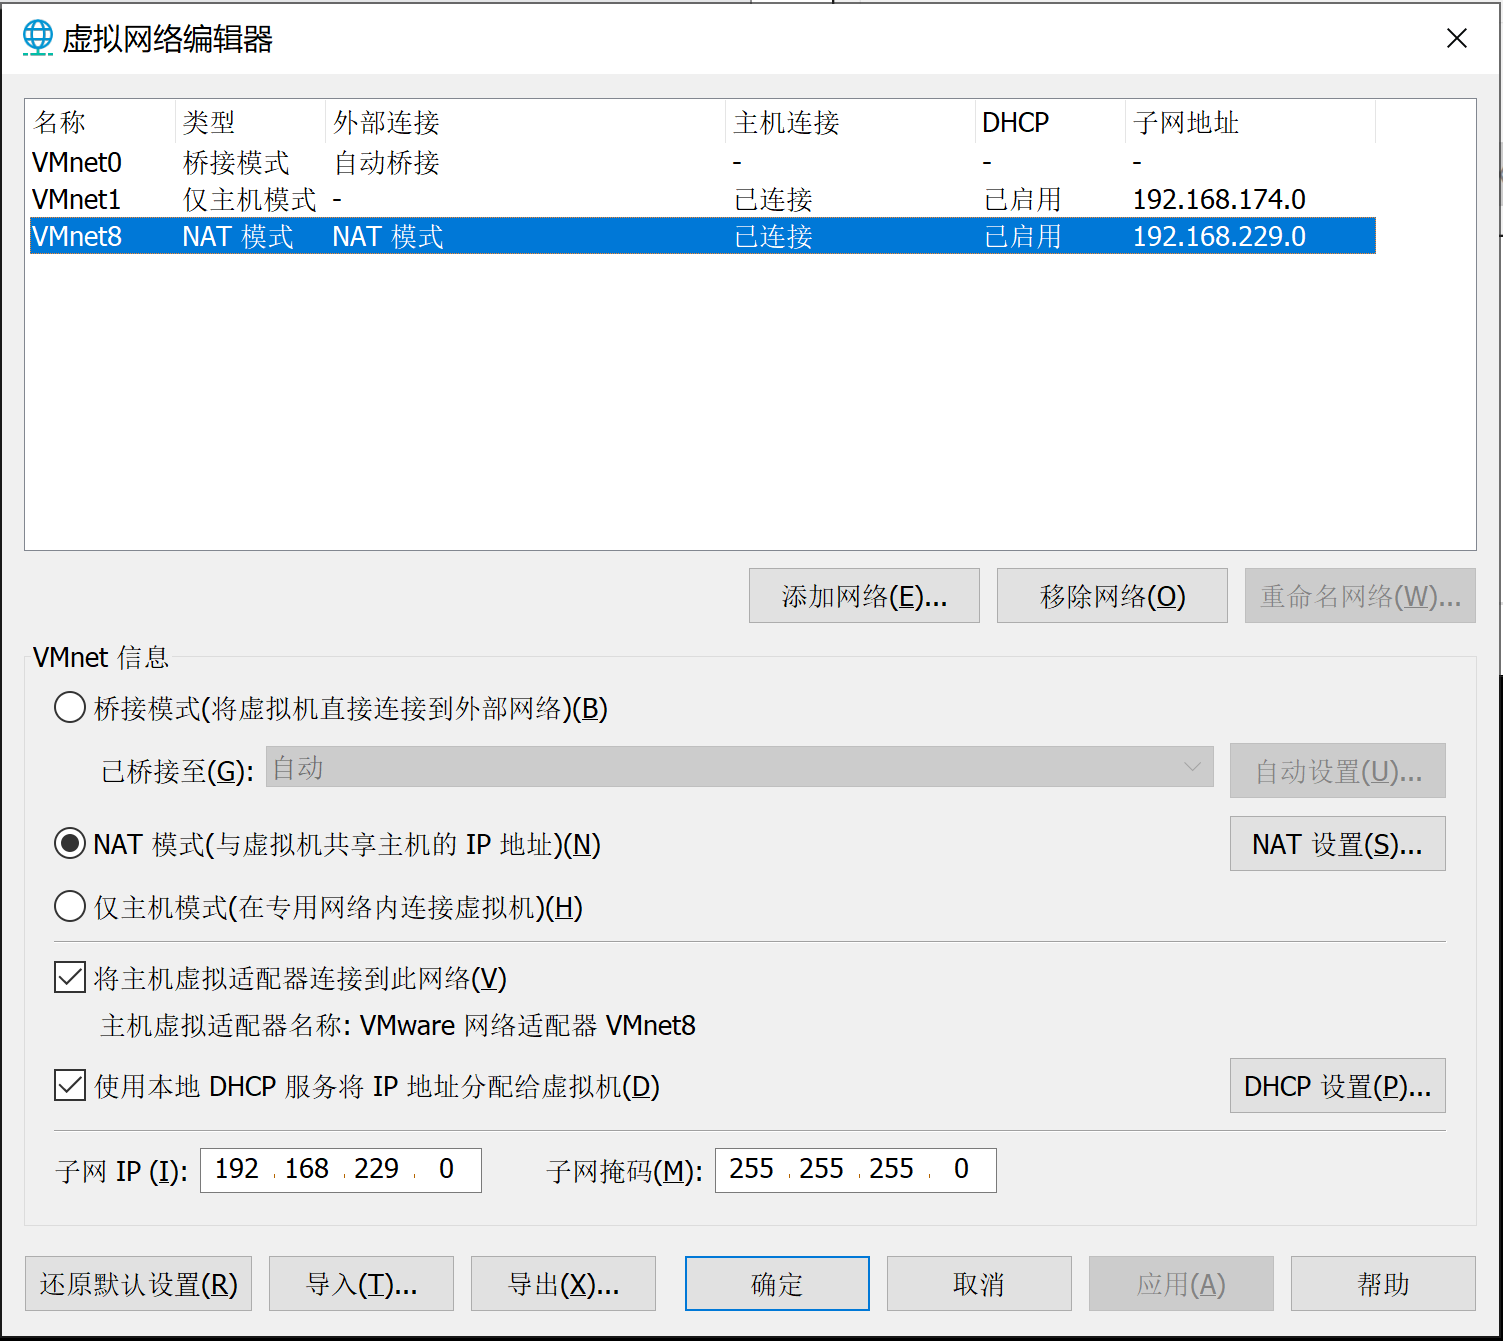 虚拟网络编辑器
名称 类型 外部连接 主机连接 DHCP 子网地址
VMnet0 桥接模式 自动桥接 - - -
VMnet1 仅主机模式 - 已连接 已启用 192.168.174.0
VMnet8 NAT 模式 NAT 模式 已连接 已启用 192.168.229.0
添加网络(E)... 移除网络(O) 重命名网络(W)...
VMnet 信息
桥接模式(将虚拟机直接连接到外部网络)(B)
已桥接至(G): 自动 自动设置(U)...
NAT 模式(与虚拟机共享主机的 IP 地址)(N) NAT 设置(S)...
仅主机模式(在专用网络内连接虚拟机)(H)
将主机虚拟适配器连接到此网络(V)
主机虚拟适配器名称: VMware 网络适配器 VMnet8
使用本地 DHCP 服务将 IP 地址分配给虚拟机(D) DHCP 设置(P)...
子网 IP (I): 192 . 168 . 229 . 0 子网掩码(M): 255 . 255 . 255 . 0
还原默认设置(R) 导入(T)... 导出(X)... 确定 取消 应用(A) 帮助